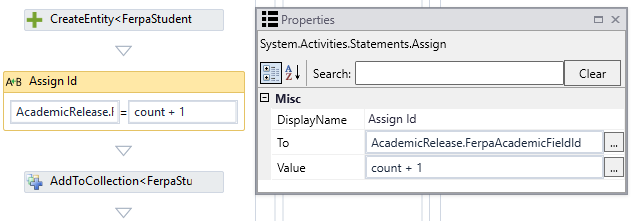 CreateEntity<FerpaStudent
A+B Assign Id
AcademicRelease.F = count + 1
AddToCollection<FerpaStu
Properties
System.Activities.Statements.Assign
A Z Search: Clear
Misc
DisplayName Assign Id
To AcademicRelease.FerpaAcademicFieldId ...
Value count + 1 ...